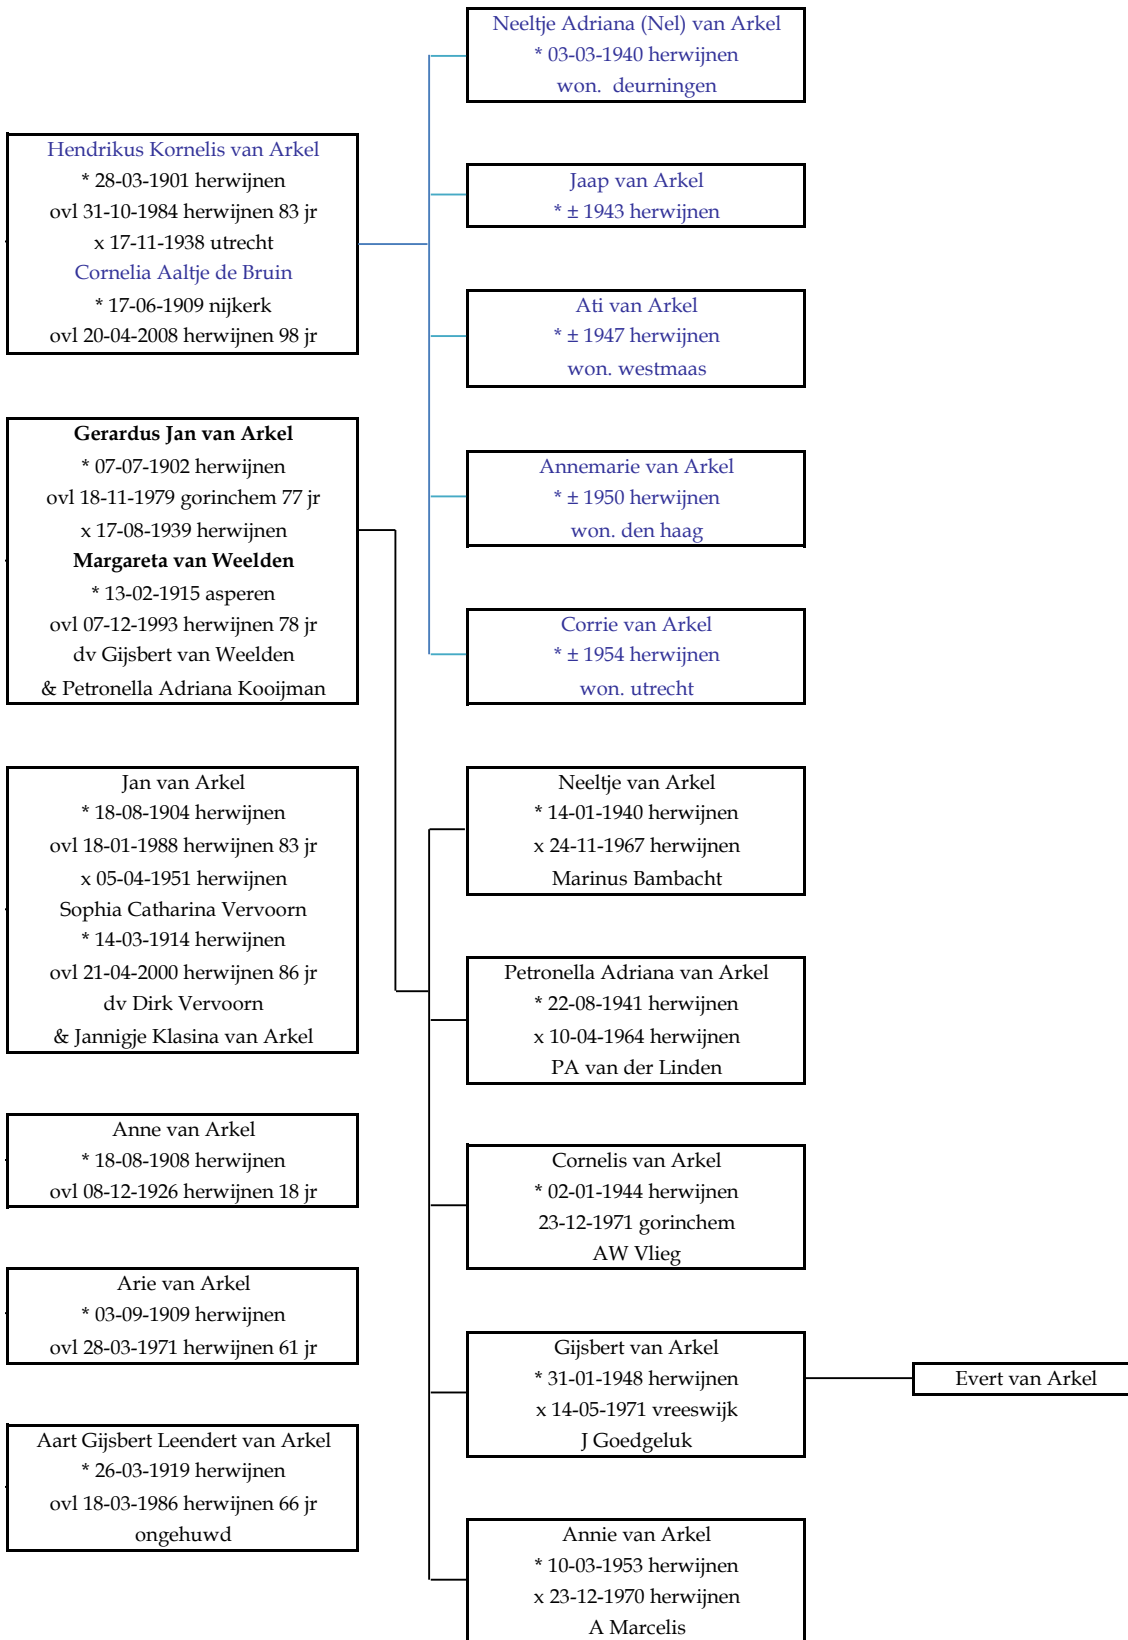 Neeltje Adriana (Nel) van Arkel
* 03-03-1940 herwijnen
won. deurningen
Hendrikus Kornelis van Arkel
* 28-03-1901 herwijnen
ovl 31-10-1984 herwijnen 83 jr
x 17-11-1938 utrecht
Cornelia Aaltje de Bruin
* 17-06-1909 nijkerk
ovl 20-04-2008 herwijnen 98 jr
Jaap van Arkel
* ± 1943 herwijnen
Ati van Arkel
* ± 1947 herwijnen
won. westmaas
Gerardus Jan van Arkel
* 07-07-1902 herwijnen
ovl 18-11-1979 gorinchem 77 jr
x 17-08-1939 herwijnen
Margareta van Weelden
* 13-02-1915 asperen
ovl 07-12-1993 herwijnen 78 jr
dv Gijsbert van Weelden
& Petronella Adriana Kooijman
Annemarie van Arkel
* ± 1950 herwijnen
won. den haag
Corrie van Arkel
* ± 1954 herwijnen
won. utrecht
Jan van Arkel
* 18-08-1904 herwijnen
ovl 18-01-1988 herwijnen 83 jr
x 05-04-1951 herwijnen
Sophia Catharina Vervoorn
* 14-03-1914 herwijnen
ovl 21-04-2000 herwijnen 86 jr
dv Dirk Vervoorn
& Jannigje Klasina van Arkel
Neeltje van Arkel
* 14-01-1940 herwijnen
x 24-11-1967 herwijnen
Marinus Bambacht
Petronella Adriana van Arkel
* 22-08-1941 herwijnen
x 10-04-1964 herwijnen
PA van der Linden
Anne van Arkel
* 18-08-1908 herwijnen
ovl 08-12-1926 herwijnen 18 jr
Cornelis van Arkel
* 02-01-1944 herwijnen
23-12-1971 gorinchem
AW Vlieg
Arie van Arkel
* 03-09-1909 herwijnen
ovl 28-03-1971 herwijnen 61 jr
Gijsbert van Arkel
* 31-01-1948 herwijnen
x 14-05-1971 vreeswijk
J Goedgeluk
Evert van Arkel
Aart Gijsbert Leendert van Arkel
* 26-03-1919 herwijnen
ovl 18-03-1986 herwijnen 66 jr
ongehuwd
Annie van Arkel
* 10-03-1953 herwijnen
x 23-12-1970 herwijnen
A Marcelis